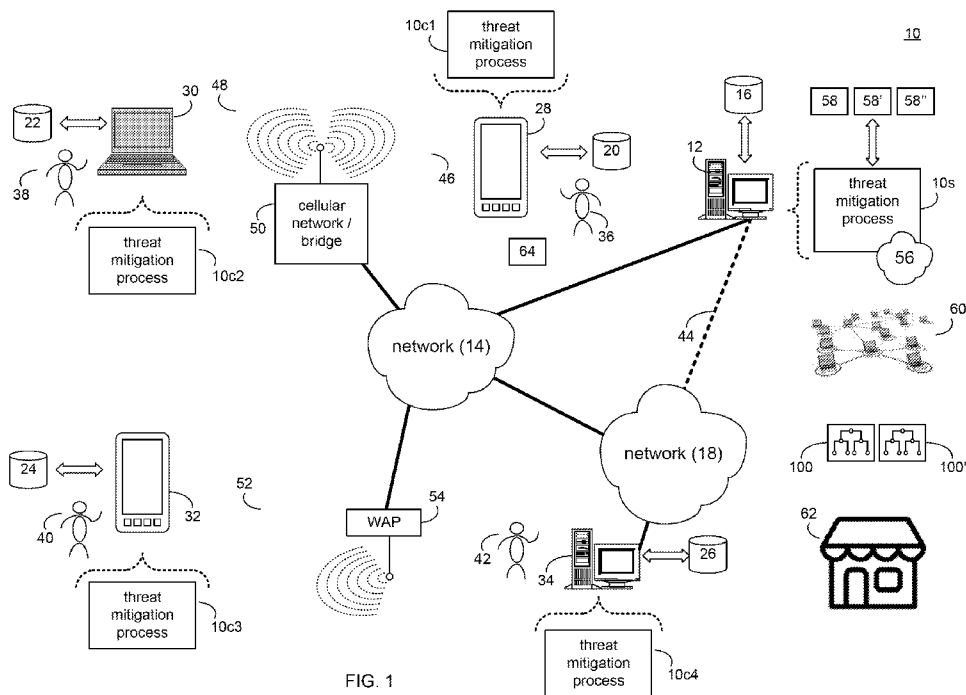 10c1
threat
mitigation
process
10
30
48
22
28
16
58
58'
58"
20
12
38
46
50
cellular
network /
bridge
36
threat
mitigation
process
10s
56
threat
mitigation
process
10c2
64
44
60
network (14)
network (18)
100
100'
24
52
54
32
40
WAP
62
42
34
26
threat
mitigation
process
10c3
threat
mitigation
process
10c4
FIG. 1